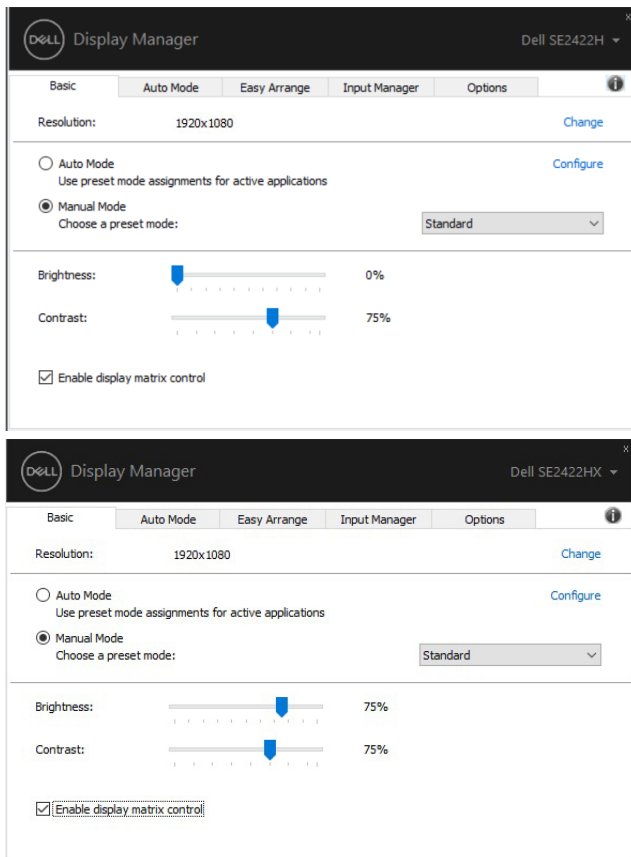 DELL Display Manager Dell SE2422H
x
Basic Auto Mode Easy Arrange Input Manager Options i
Resolution: 1920x1080 Change
Auto Mode Configure
Use preset mode assignments for active applications
Manual Mode
Choose a preset mode: Standard
Brightness: 0%
Contrast: 75%
Enable display matrix control
x
DELL Display Manager Dell SE2422HX
Basic Auto Mode Easy Arrange Input Manager Options i
Resolution: 1920x1080 Change
Auto Mode Configure
Use preset mode assignments for active applications
Manual Mode
Choose a preset mode: Standard
Brightness: 75%
Contrast: 75%
Enable display matrix control